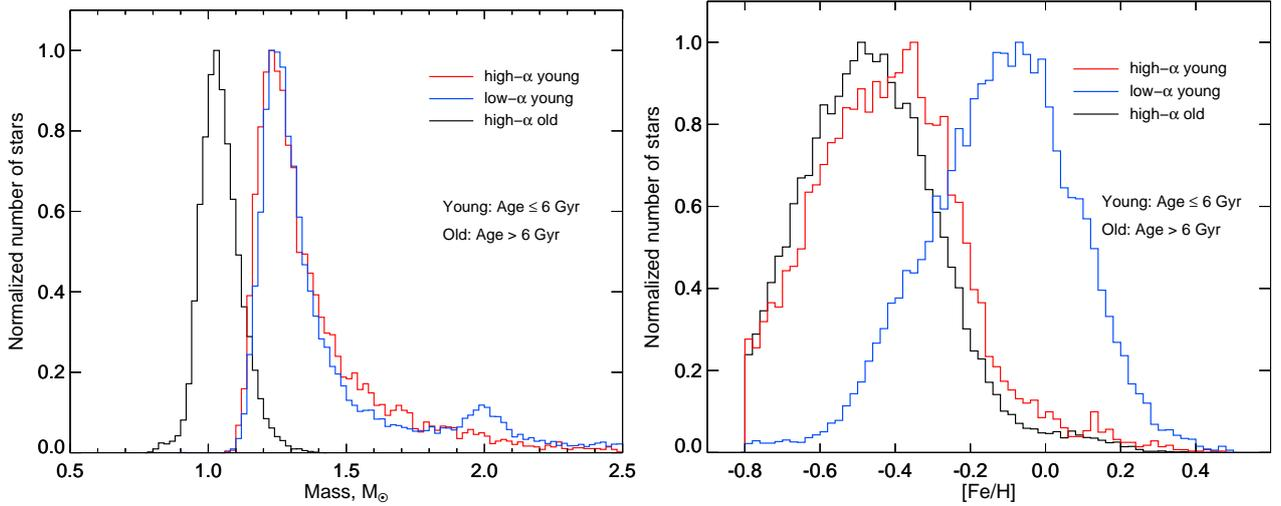 Normalized number of stars
1.0
0.8
0.6
0.4
0.2
0.0
high−α young
low−α young
high−α old
Young: Age ≤ 6 Gyr
Old: Age > 6 Gyr
0.5 1.0 1.5 2.0 2.5
Mass, M⊙
Normalized number of stars
1.0
0.8
0.6
0.4
0.2
0.0
high−α young
low−α young
high−α old
Young: Age ≤ 6 Gyr
Old: Age > 6 Gyr
-0.8 -0.6 -0.4 -0.2 0.0 0.2 0.4
[Fe/H]